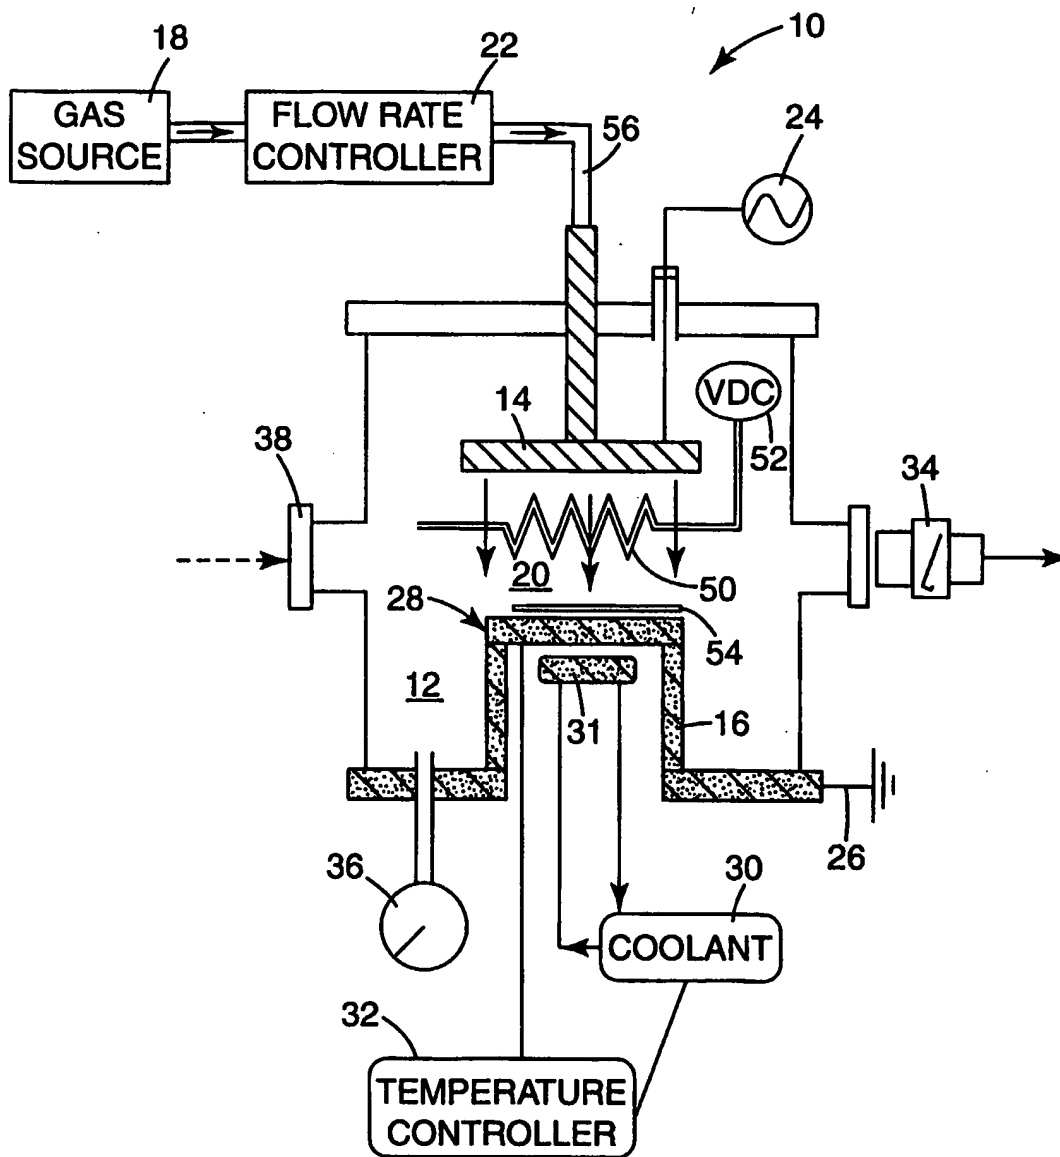 10
18
22
GAS
SOURCE
FLOW RATE
CONTROLLER
56
24
14
VDC
52
38
34
20
50
28
54
12
31
16
26
36
30
COOLANT
32
TEMPERATURE
CONTROLLER